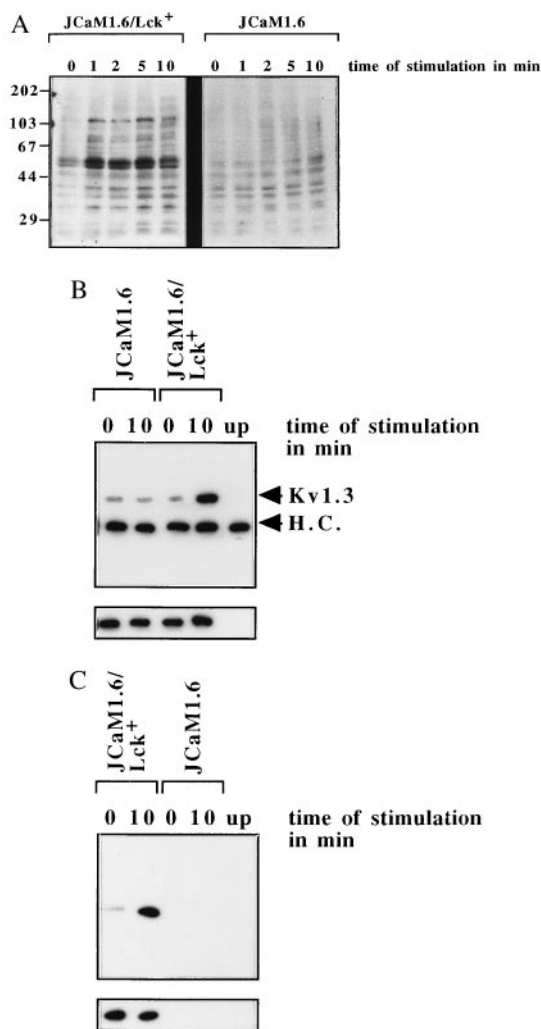 A
JCaM1.6/Lck+ JCaM1.6
0 1 2 5 10 0 1 2 5 10 time of stimulation in min
202
103
67
44
29
B
JCaM1.6
JCaM1.6/
Lck+
0 10 0 10 up time of stimulation
in min
Kv1.3
H.C.
C
JCaM1.6/
Lck+
JCaM1.6
0 10 0 10 up time of stimulation
in min